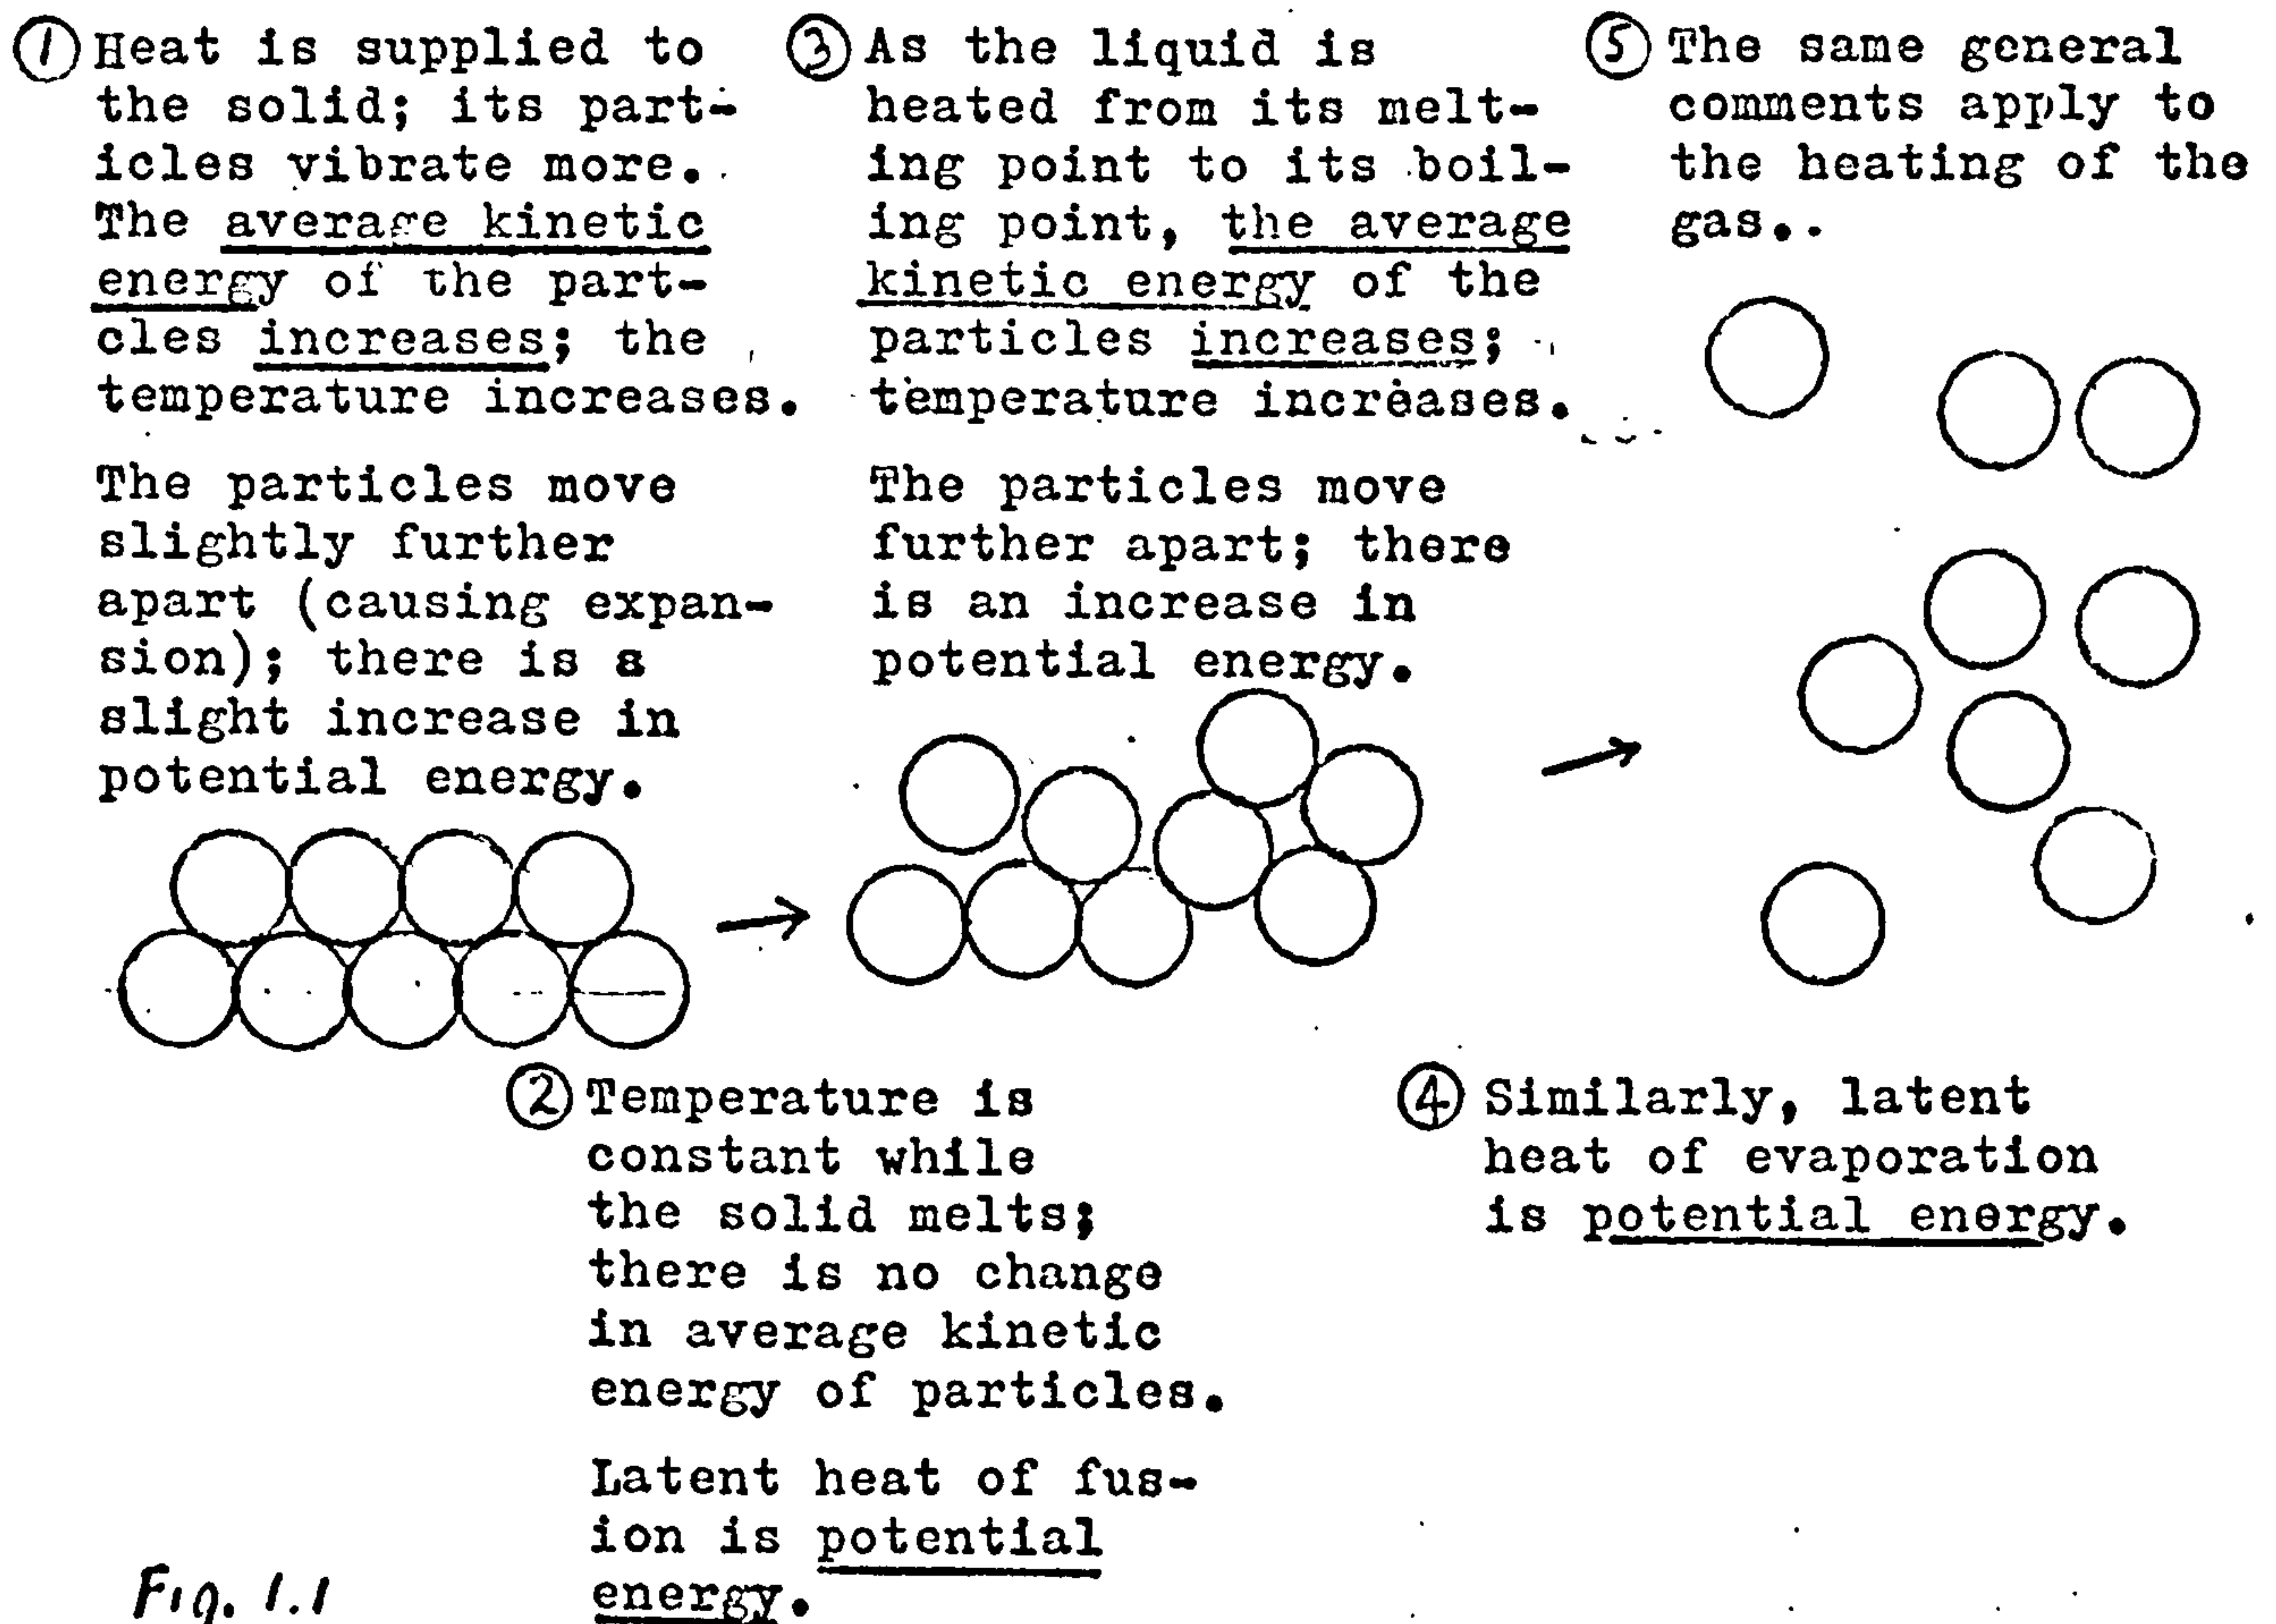 ① Heat is supplied to
the solid; its part-
icles vibrate more.
The average kinetic
energy of the part-
cles increases; the
temperature increases.
The particles move
slightly further
apart (causing expan-
sion); there is a
slight increase in
potential energy.
② Temperature is
constant while
the solid melts;
there is no change
in average kinetic
energy of particles.
Latent heat of fus-
ion is potential
energy.
③ As the liquid is
heated from its melt-
ing point to its boil-
ing point, the average
kinetic energy of the
particles increases;
temperature increases.
The particles move
further apart; there
is an increase in
potential energy.
④ Similarly, latent
heat of evaporation
is potential energy.
⑤ The same general
comments apply to
the heating of the
gas..
Fig. 1.1